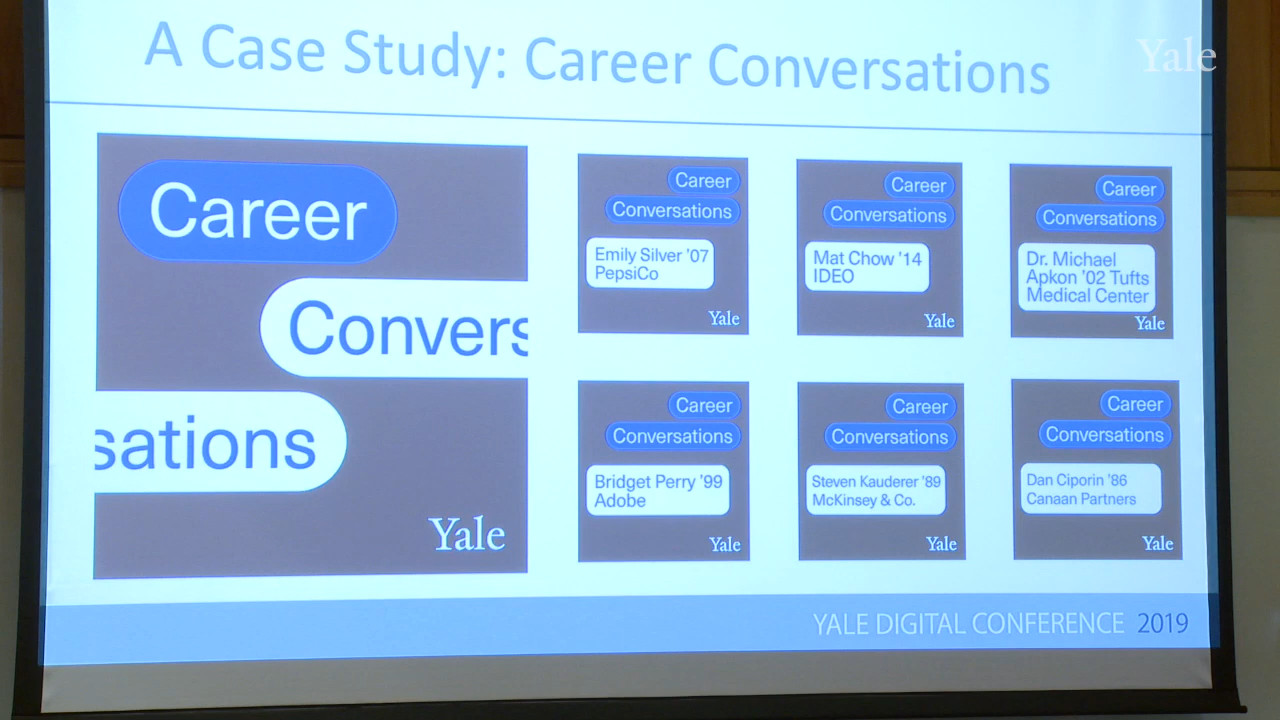 A Case Study: Career Conversations
Yale
Career
Convers
sations
Yale
Career
Conversations
Emily Silver '07
PepsiCo
Yale
Career
Conversations
Mat Chow '14
IDEO
Yale
Career
Conversations
Dr. Michael
Apkon '02 Tufts
Medical Center
Yale
Career
Conversations
Bridget Perry '99
Adobe
Yale
Career
Conversations
Steven Kauderer '89
McKinsey & Co.
Yale
Career
Conversations
Dan Ciporin '86
Canaan Partners
Yale
YALE DIGITAL CONFERENCE 2019